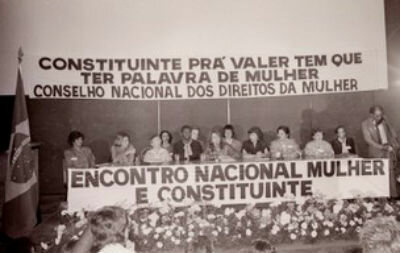 CONSTITUINTE PRÁ VALER TEM QUE
TER PALAVRA DE MULHER
CONSELHO NACIONAL DOS DIREITOS DA MULHER
ENCONTRO NACIONAL MULHER
E CONSTITUINTE